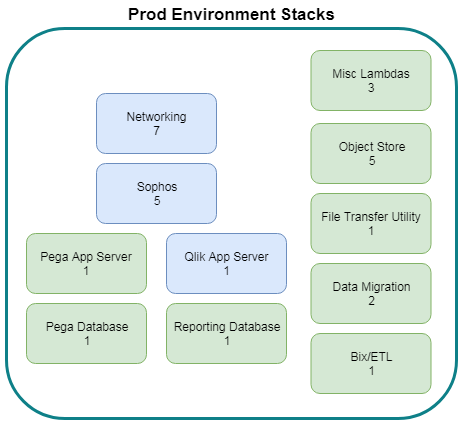 Prod Environment Stacks
Networking
7
Sophos
5
Pega App Server
1
Qlik App Server
1
Pega Database
1
Reporting Database
1
Misc Lambdas
3
Object Store
5
File Transfer Utility
1
Data Migration
2
Bix/ETL
1